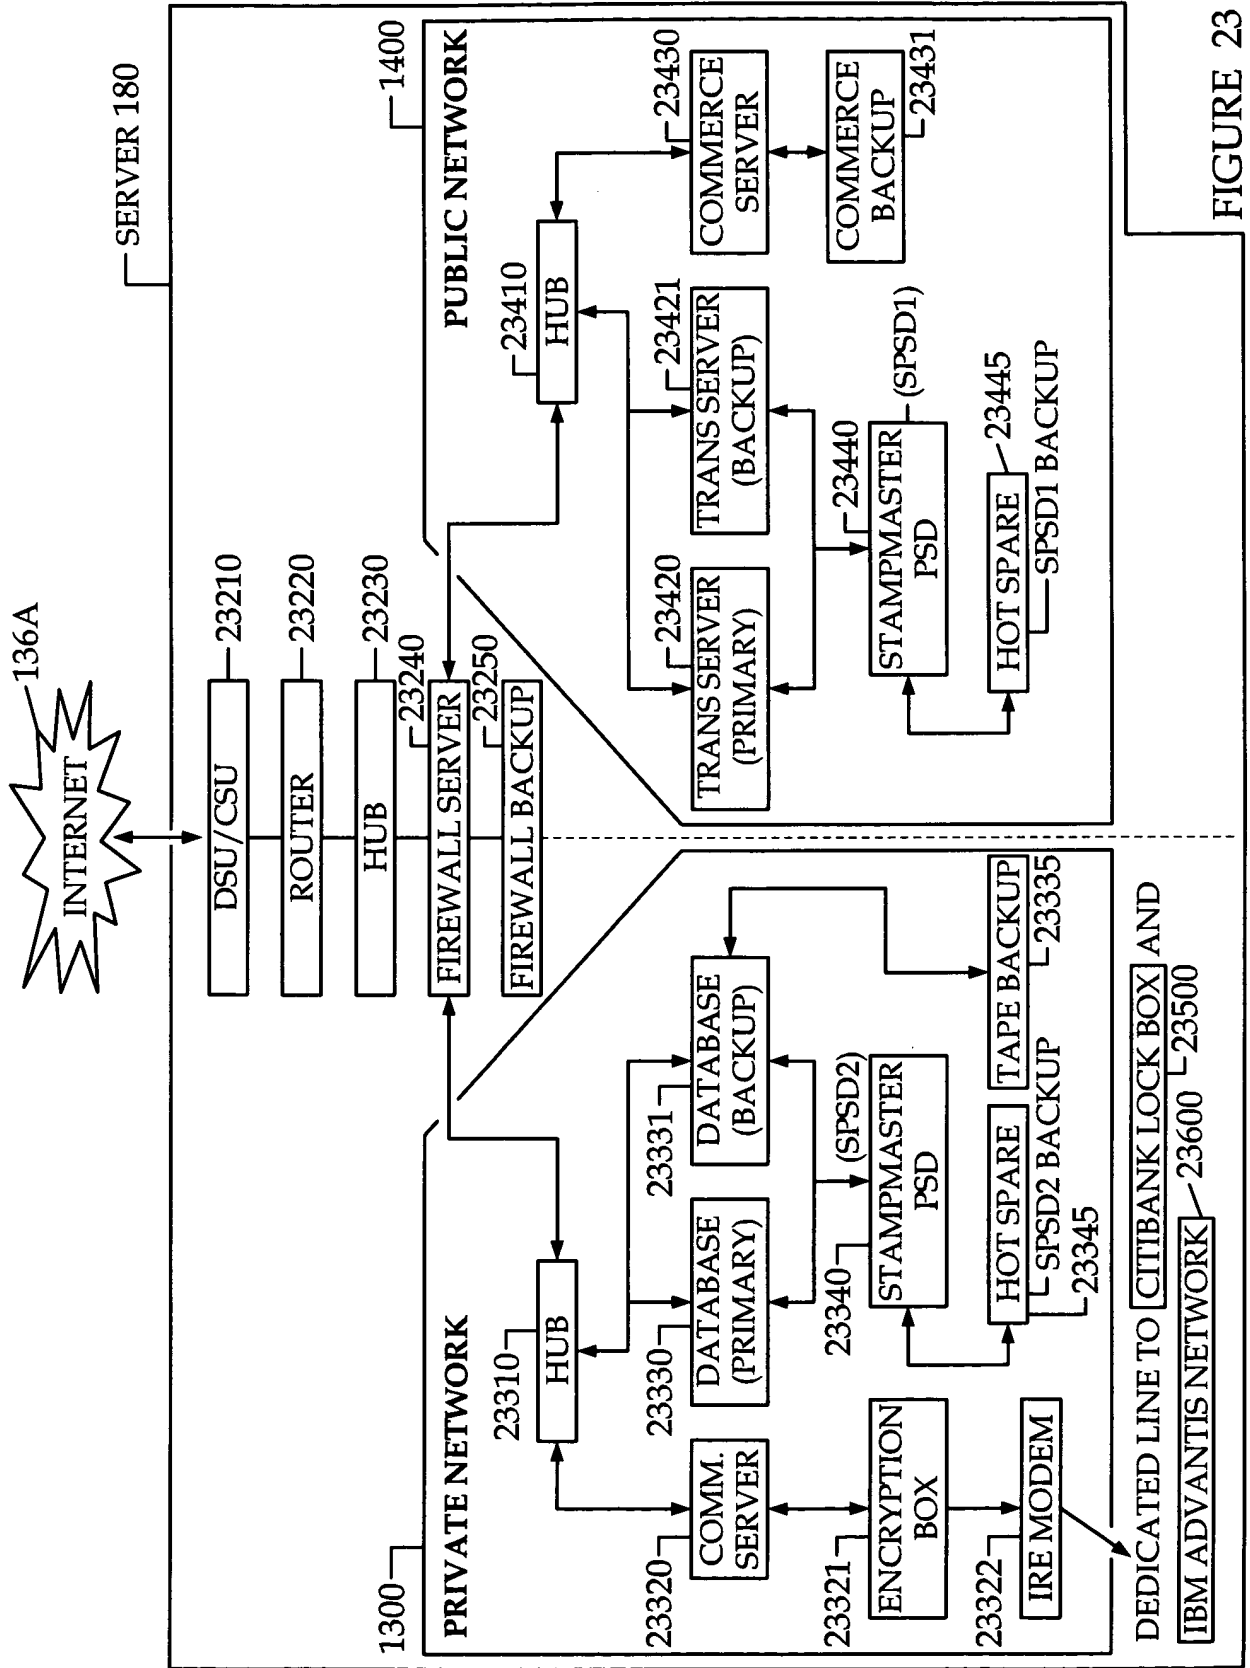 136A
INTERNET
SERVER 180
DSU/CSU
23210
ROUTER
23220
HUB
23230
FIREWALL SERVER
23240
FIREWALL BACKUP
23250
1300
PRIVATE NETWORK
23310
HUB
23320
COMM.
SERVER
23330
DATABASE
(PRIMARY)
23331
DATABASE
(BACKUP)
23321
ENCRYPTION
BOX
23340
(SPSD2)
STAMPMASTER
PSD
23322
IRE MODEM
HOT SPARE
SPSD2 BACKUP
23345
TAPE BACKUP
23335
DEDICATED LINE TO CITIBANK LOCK BOX AND
23500
IBM ADVANTIS NETWORK
23600
1400
PUBLIC NETWORK
23410
HUB
23420
TRANS SERVER
(PRIMARY)
23421
TRANS SERVER
(BACKUP)
23430
COMMERCE
SERVER
COMMERCE
BACKUP
23431
23440
STAMPMASTER
PSD
(SPSD1)
HOT SPARE
23445
SPSD1 BACKUP
FIGURE 23